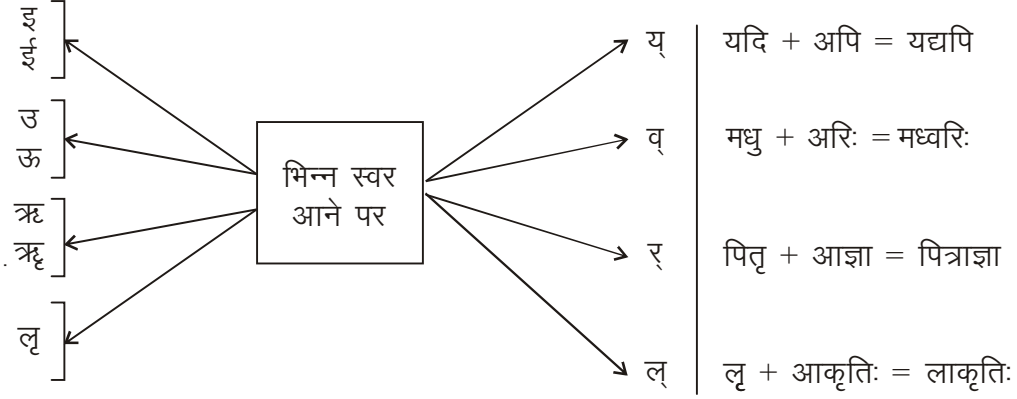 इ
ई
य्
यदि + अपि = यद्यपि
उ
ऊ
व्
मधु + अरिः = मध्वरिः
भिन्न स्वर
आने पर
ऋ
ॠ
र्
पितृ + आज्ञा = पित्राज्ञा
लृ
ल्
लृ + आकृतिः = लाकृतिः